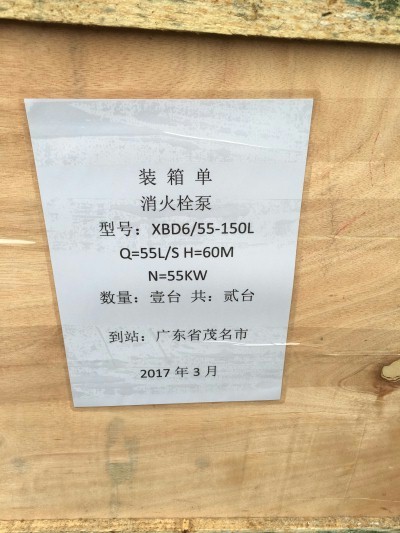 装 箱 单
消火栓泵
型号：XBD6/55-150L
Q=55L/S H=60M
N=55KW
数量：壹台 共：贰台
到站：广东省茂名市
2017 年 3 月